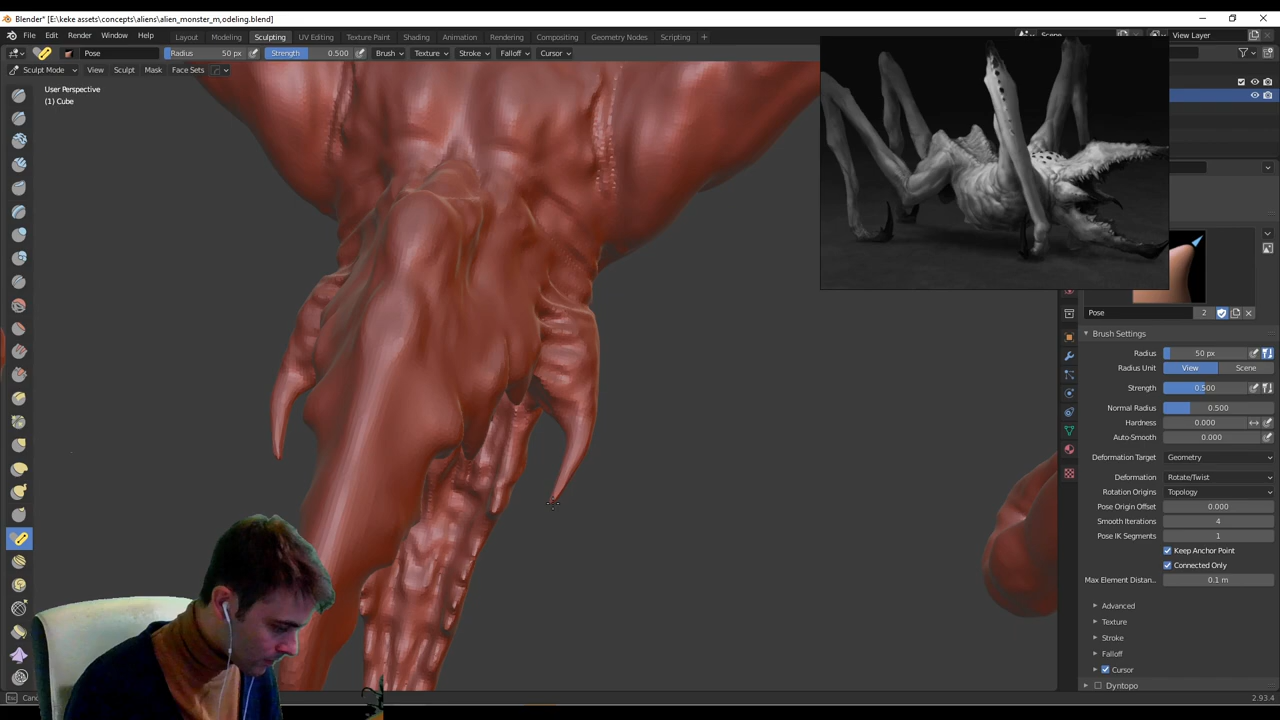 Blender* [E:\keke assets\concepts\aliens\alien_monster_m,odeling.blend]
File Edit Render Window Help Layout Modeling Sculpting UV Editing Texture Paint Shading Animation Rendering Compositing Geometry Nodes Scripting + Scene View Layer
Pose Radius 50 px Strength 0.500 Brush Texture Stroke Falloff Cursor
Sculpt Mode View Sculpt Mask Face Sets
User Perspective
(1) Cube
Pose 2
Brush Settings
Radius 50 px
Radius Unit View Scene
Strength 0.500
Normal Radius 0.500
Hardness 0.000
Auto-Smooth 0.000
Deformation Target Geometry
Deformation Rotate/Twist
Rotation Origins Topology
Pose Origin Offset 0.000
Smooth Iterations 4
Pose IK Segments 1
Keep Anchor Point
Connected Only
Max Element Distan... 0.1 m
Advanced
Texture
Stroke
Falloff
Cursor
Dyntopo
2.93.4